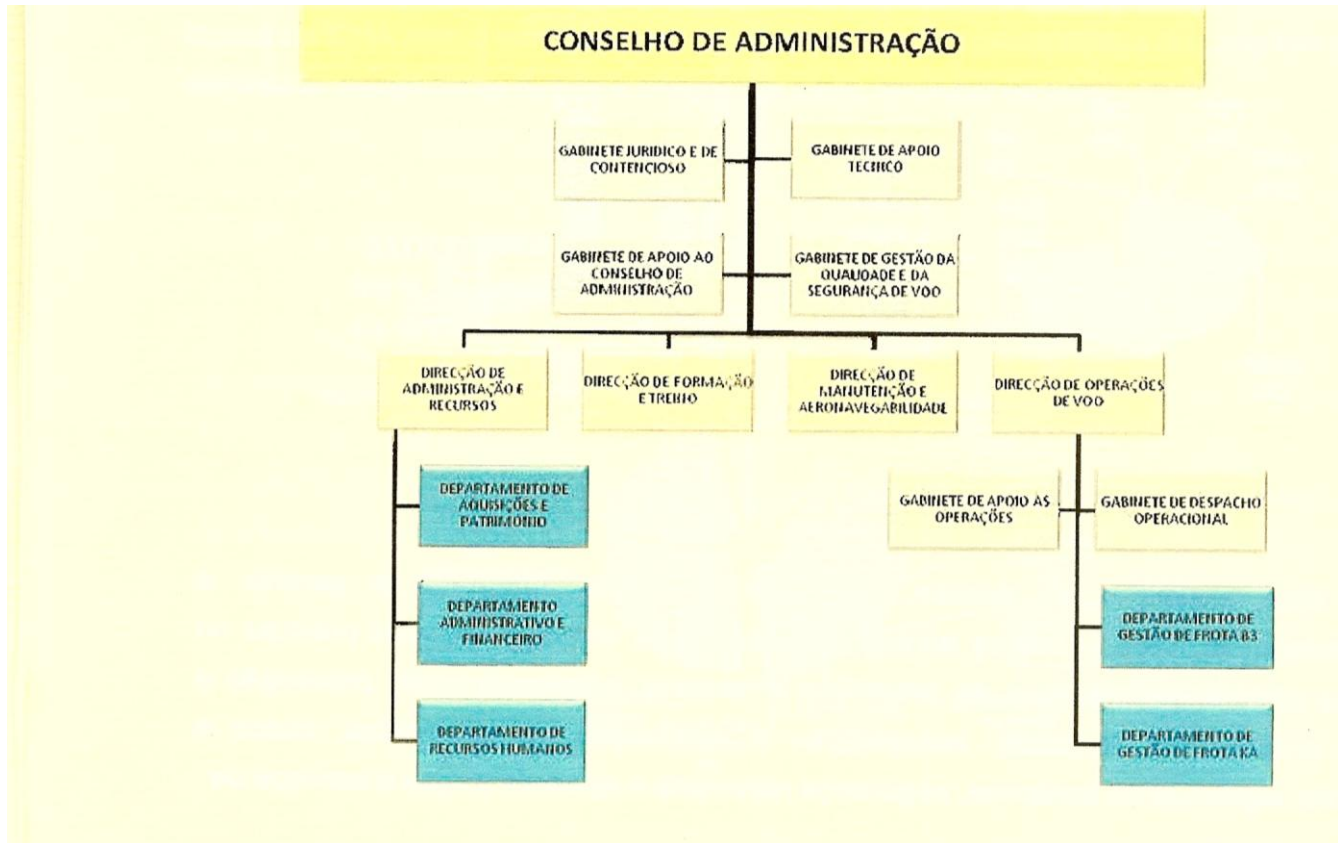 CONSELHO DE ADMINISTRAÇÃO
GABINETE JURIDICO E DE
CONTENCIOSO
GABINETE DE APOIO
TECNICO
GABINETE DE APOIO AO
CONSELHO DE
ADMINISTRAÇÃO
GABINETE DE GESTÃO DA
QUALIDADE E DA
SEGURANÇA DE VOO
DIRECÇÃO DE
ADMINISTRAÇÃO E
RECURSOS
DIRECÇÃO DE FORMAÇÃO
E TREINO
DIRECÇÃO DE
MANUTENÇÃO E
AERONAVEGABILIDADE
DIRECÇÃO DE OPERAÇÕES
DE VOO
DEPARTAMENTO DE
AQUISIÇÕES E
PATRIMÓNIO
DEPARTAMENTO
ADMINISTRATIVO E
FINANCEIRO
DEPARTAMENTO DE
RECURSOS HUMANOS
GABINETE DE APOIO AS
OPERAÇÕES
GABINETE DE DESPACHO
OPERACIONAL
DEPARTAMENTO DE
GESTÃO DE FROTA B3
DEPARTAMENTO DE
GESTÃO DE FROTA KA